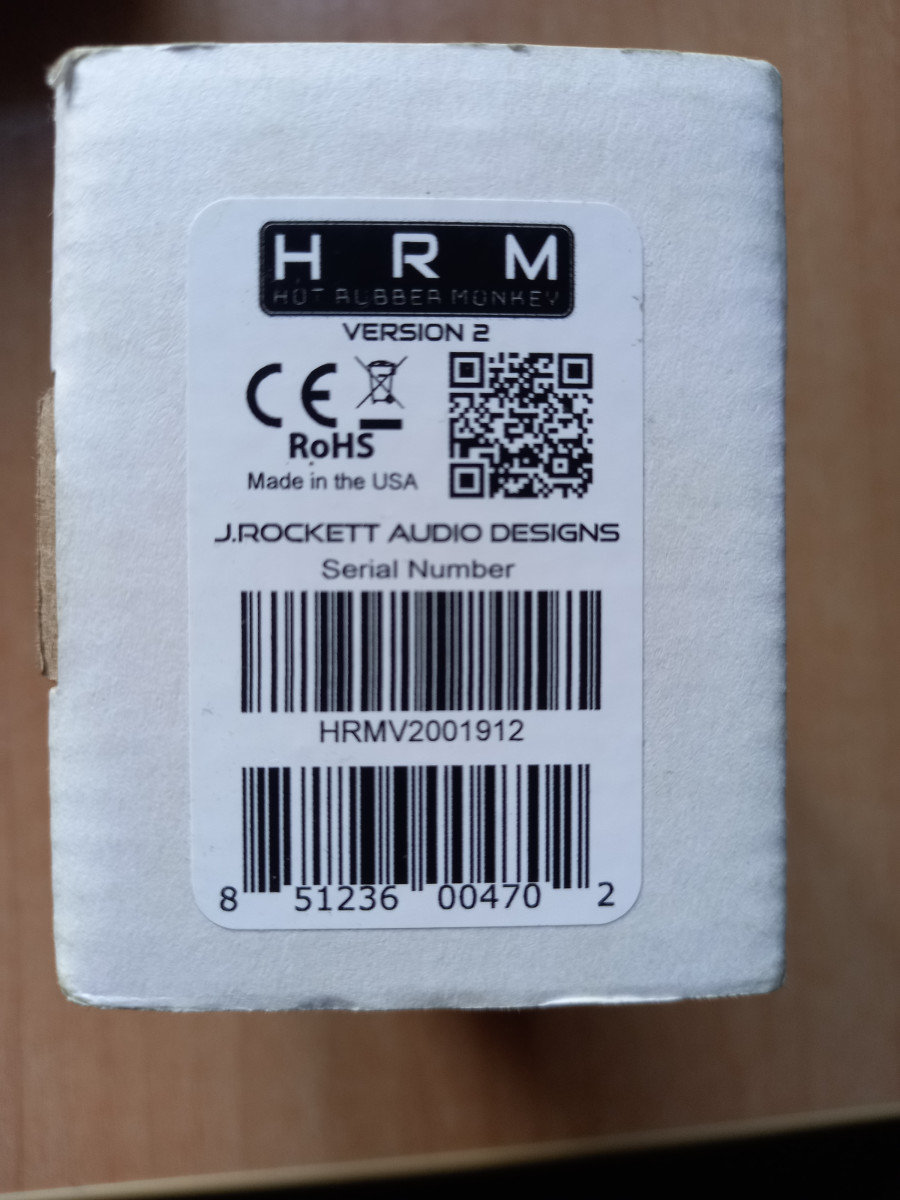 H R M
HOT RUBBER MONKEY
VERSION 2
CE
RoHS
Made in the USA
J.ROCKETT AUDIO DESIGNS
Serial Number
HRMV2001912
8 51236 00470 2